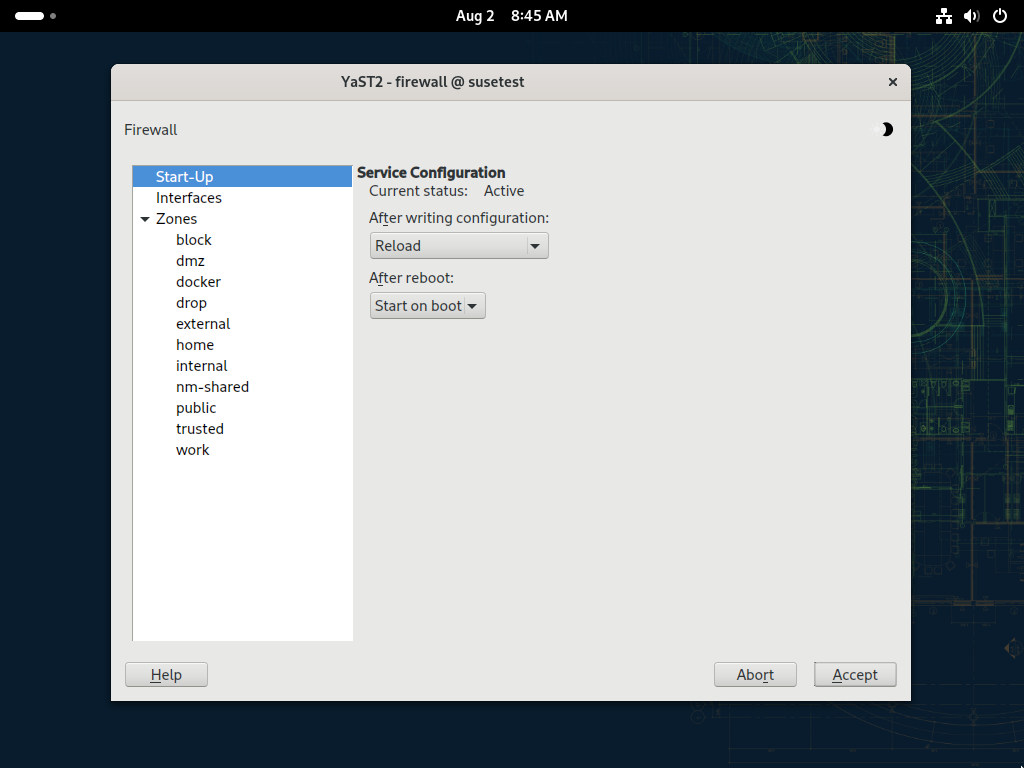 Aug 2 8:45 AM
YaST2 - firewall @ susetest
Firewall
Start-Up
Interfaces
Zones
block
dmz
docker
drop
external
home
internal
nm-shared
public
trusted
work
Service Configuration
Current status: Active
After writing configuration:
Reload
After reboot:
Start on boot
Help
Abort
Accept